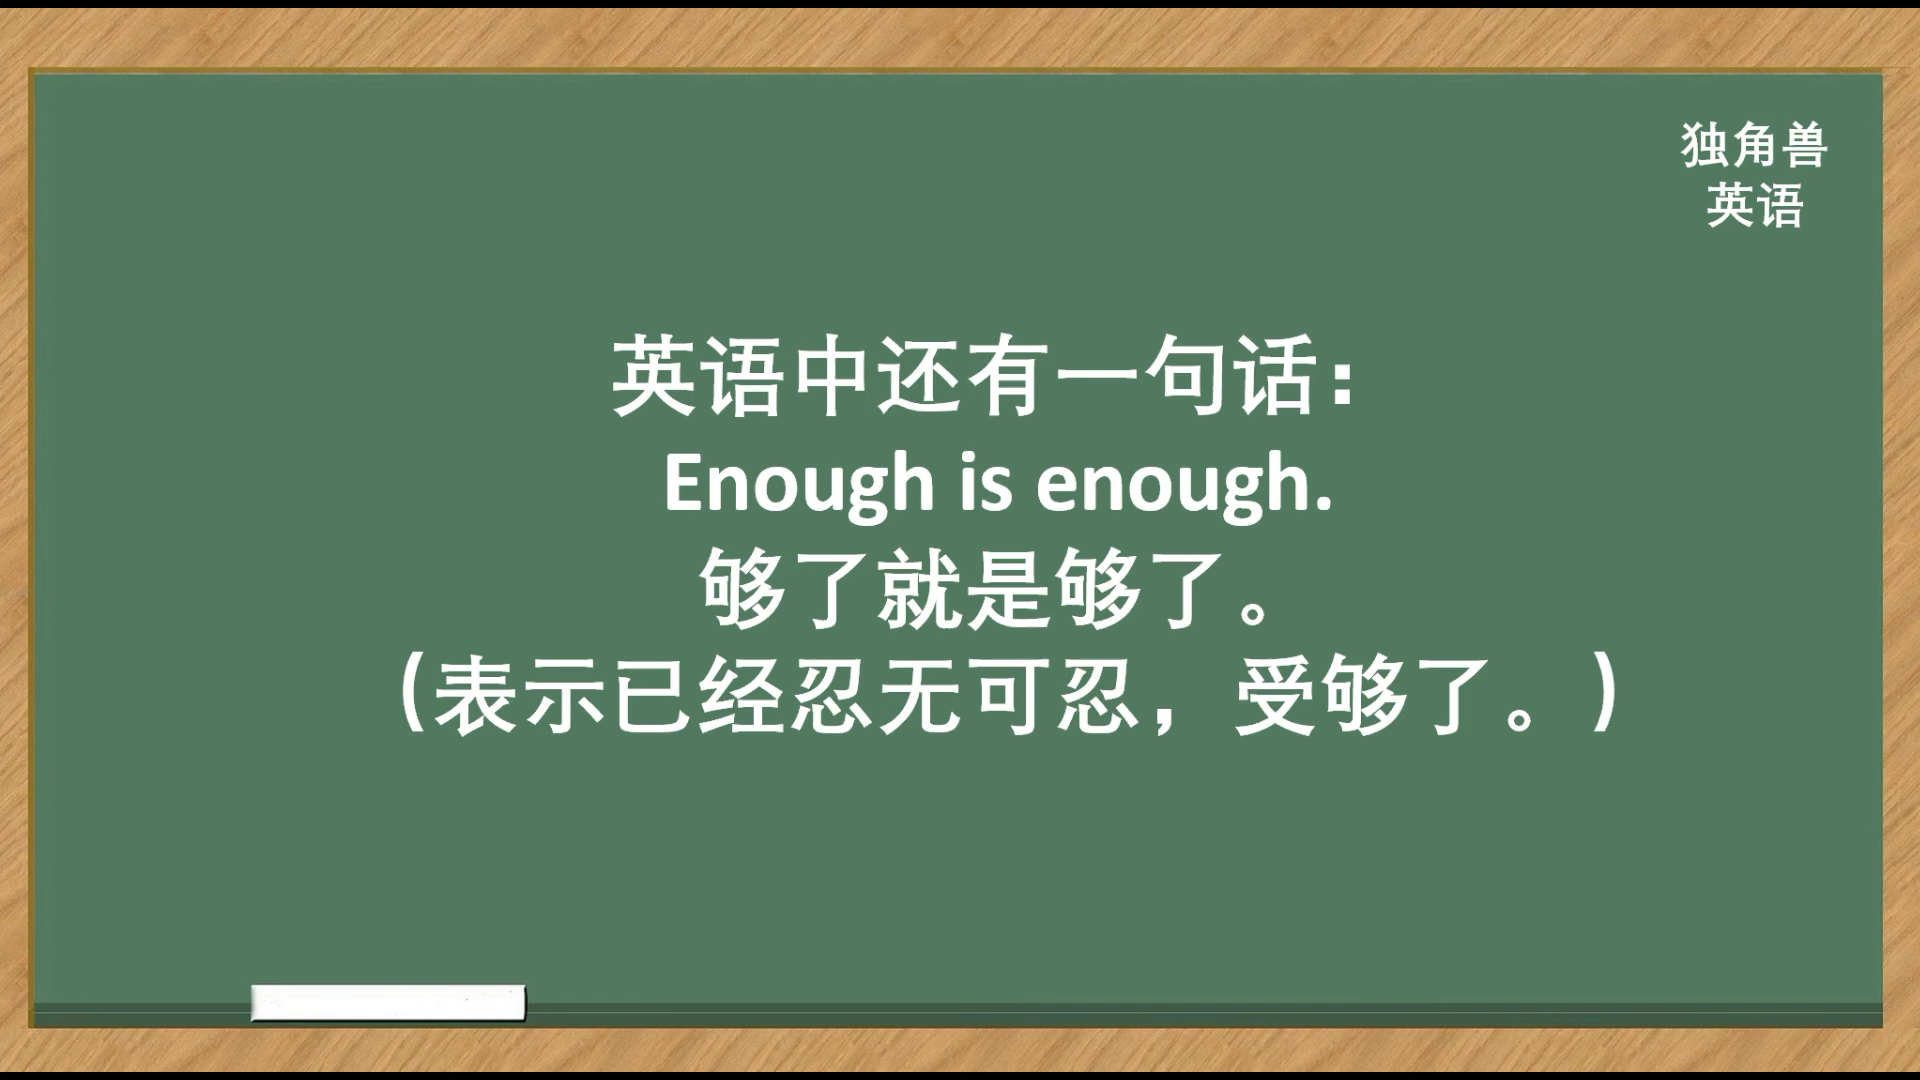 独角兽
英语
英语中还有一句话：
Enough is enough.
够了就是够了。
(表示已经忍无可忍，受够了。)